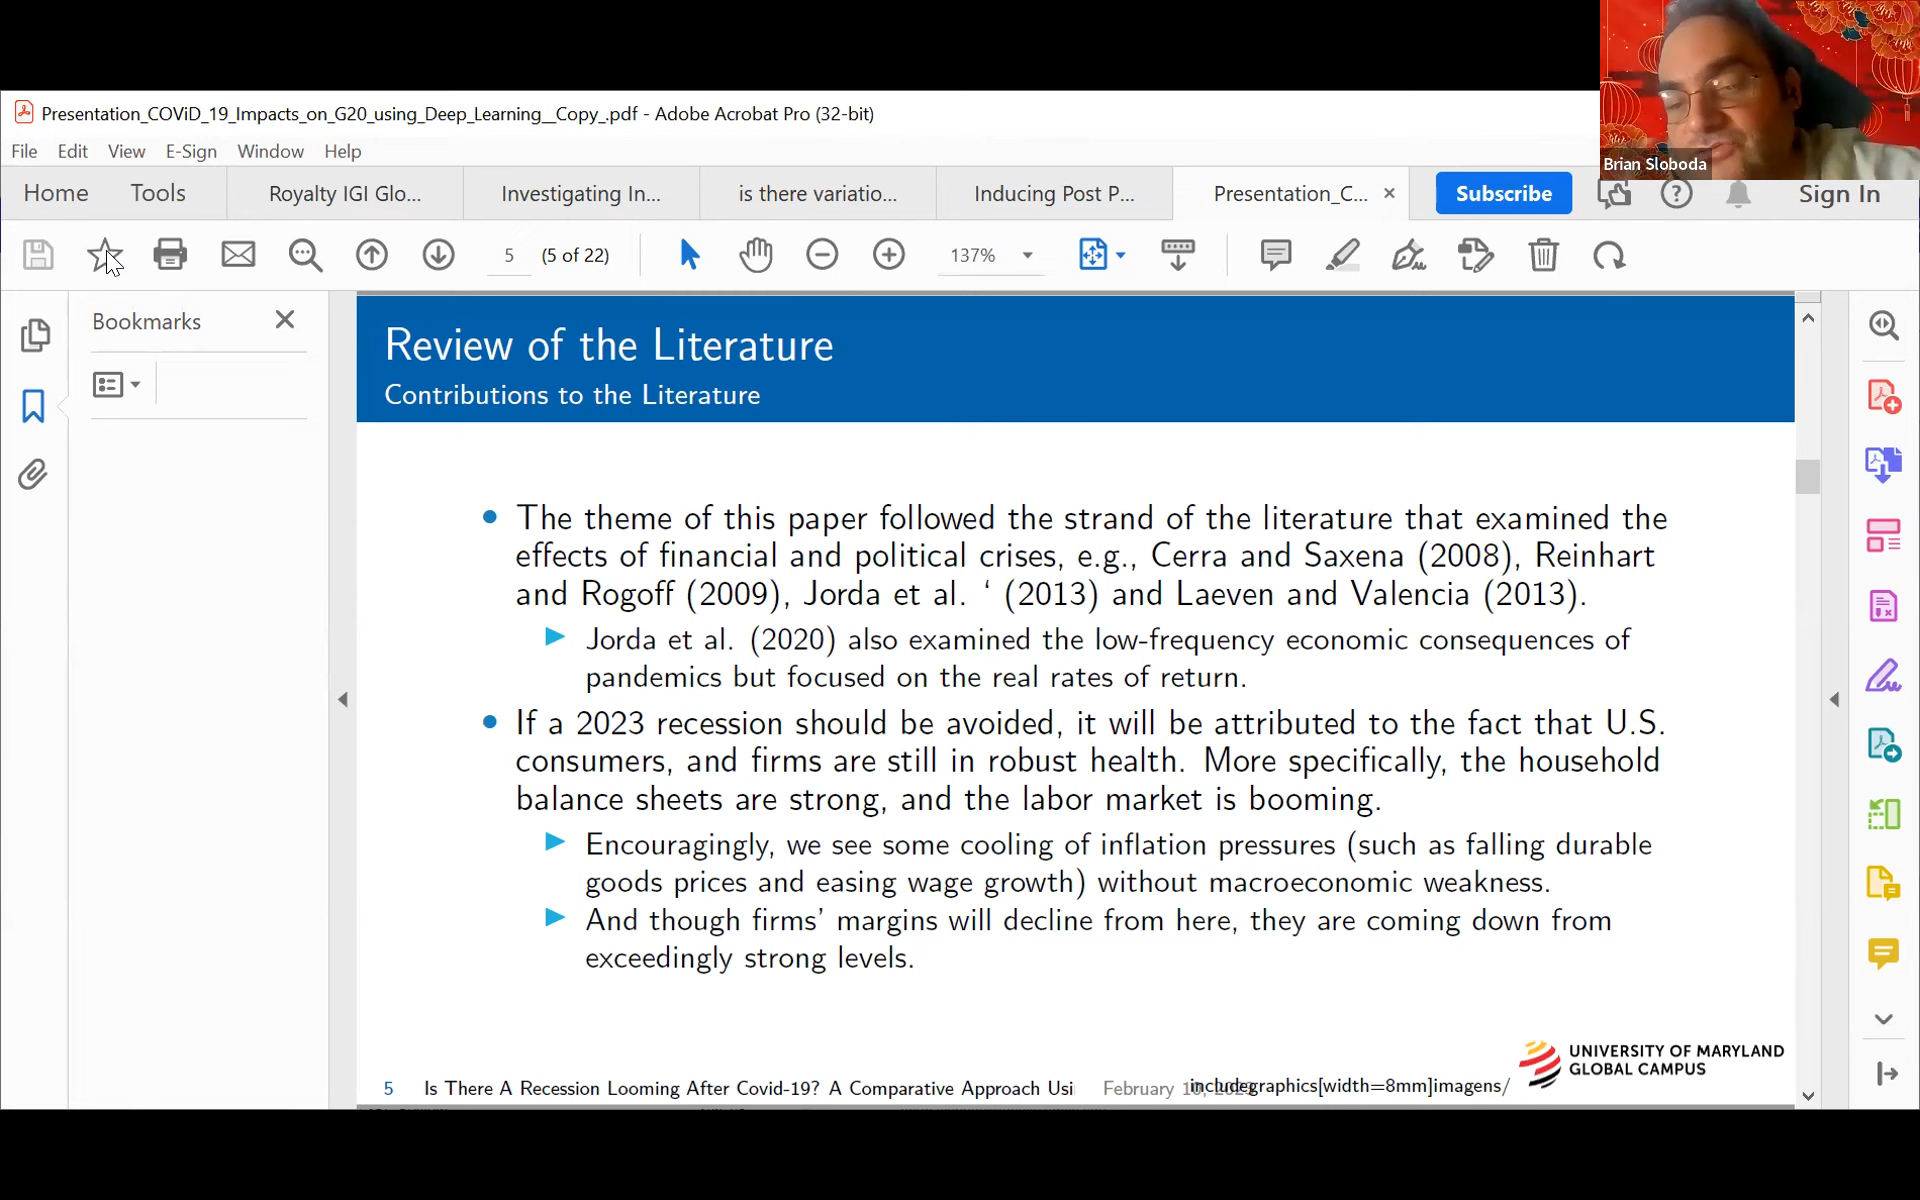 Brian Sloboda
Presentation_COViD_19_Impacts_on_G20_using_Deep_Learning__Copy_.pdf - Adobe Acrobat Pro (32-bit)
File Edit View E-Sign Window Help
Home Tools Royalty IGI Glo... Investigating In... is there variatio... Inducing Post P... Presentation_C... × Subscribe Sign In
5 (5 of 22) 137%
Bookmarks
Review of the Literature
Contributions to the Literature
The theme of this paper followed the strand of the literature that examined the
effects of financial and political crises, e.g., Cerra and Saxena (2008), Reinhart
and Rogoff (2009), Jorda et al. ‘ (2013) and Laeven and Valencia (2013).
Jorda et al. (2020) also examined the low-frequency economic consequences of
pandemics but focused on the real rates of return.
If a 2023 recession should be avoided, it will be attributed to the fact that U.S.
consumers, and firms are still in robust health. More specifically, the household
balance sheets are strong, and the labor market is booming.
Encouragingly, we see some cooling of inflation pressures (such as falling durable
goods prices and easing wage growth) without macroeconomic weakness.
And though firms’ margins will decline from here, they are coming down from
exceedingly strong levels.
UNIVERSITY OF MARYLAND
GLOBAL CAMPUS
5 Is There A Recession Looming After Covid-19? A Comparative Approach Usi February includegraphics[width=8mm]imagens/